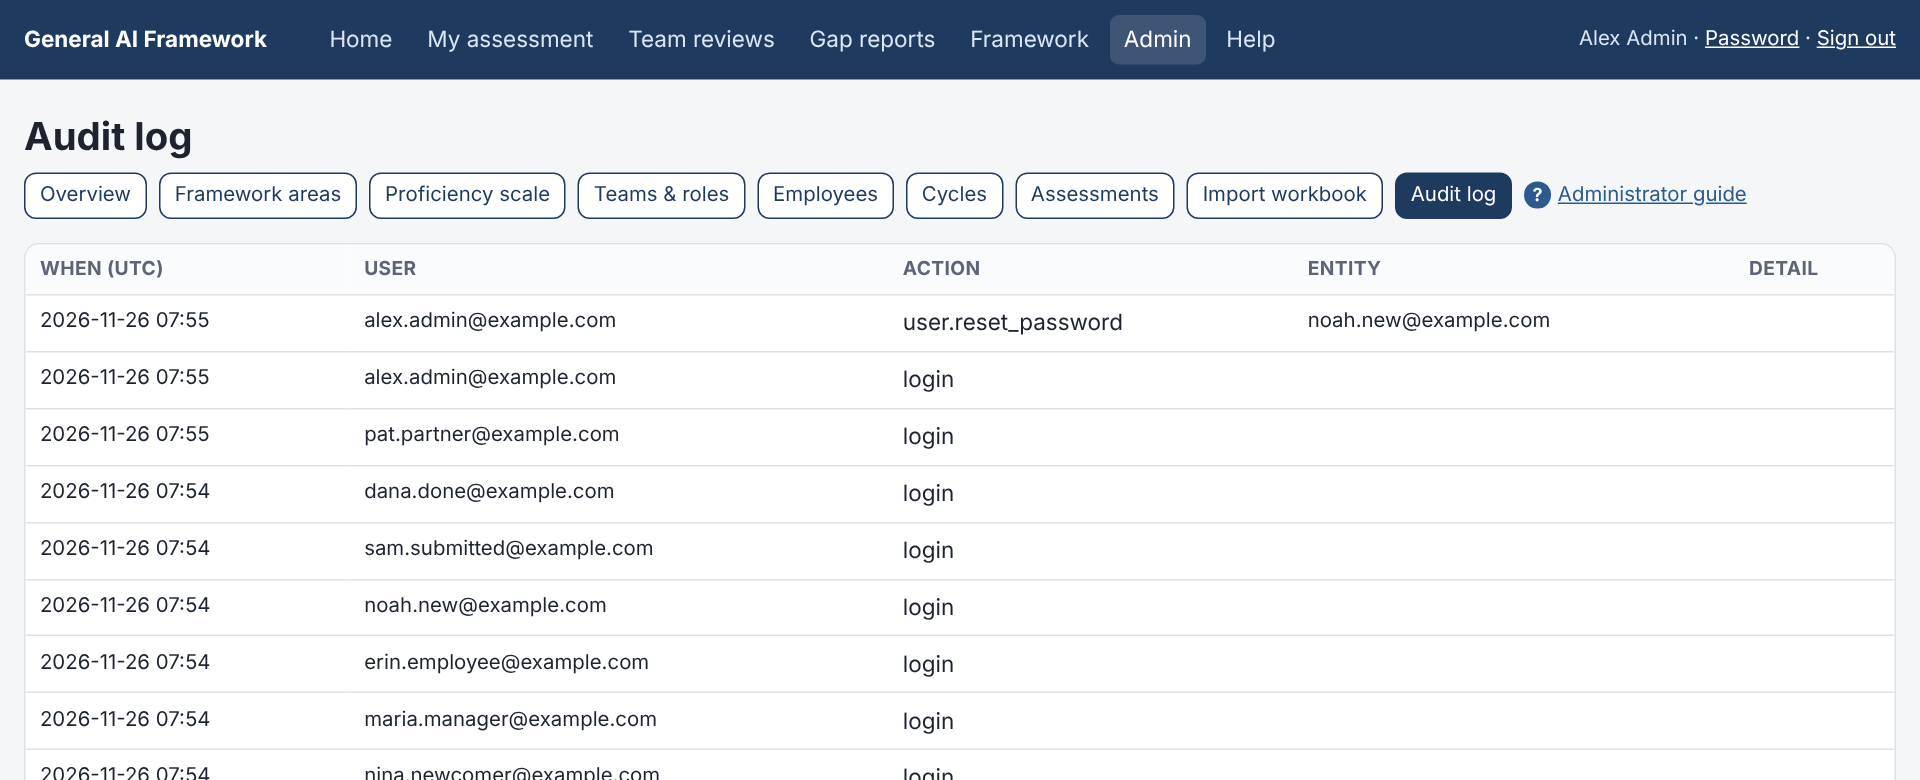 General AI Framework Home My assessment Team reviews Gap reports Framework Admin Help Alex Admin · Password · Sign out
Audit log
Overview Framework areas Proficiency scale Teams & roles Employees Cycles Assessments Import workbook Audit log ? Administrator guide
WHEN (UTC) USER ACTION ENTITY DETAIL
2026-11-26 07:55 alex.admin@example.com user.reset_password noah.new@example.com
2026-11-26 07:55 alex.admin@example.com login
2026-11-26 07:55 pat.partner@example.com login
2026-11-26 07:54 dana.done@example.com login
2026-11-26 07:54 sam.submitted@example.com login
2026-11-26 07:54 noah.new@example.com login
2026-11-26 07:54 erin.employee@example.com login
2026-11-26 07:54 maria.manager@example.com login
2026-11-26 07:54 nina.newcomer@example.com login